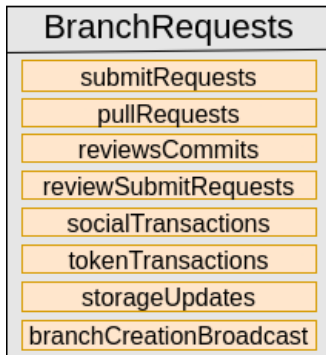 BranchRequests
submitRequests
pullRequests
reviewsCommits
reviewSubmitRequests
socialTransactions
tokenTransactions
storageUpdates
branchCreationBroadcast